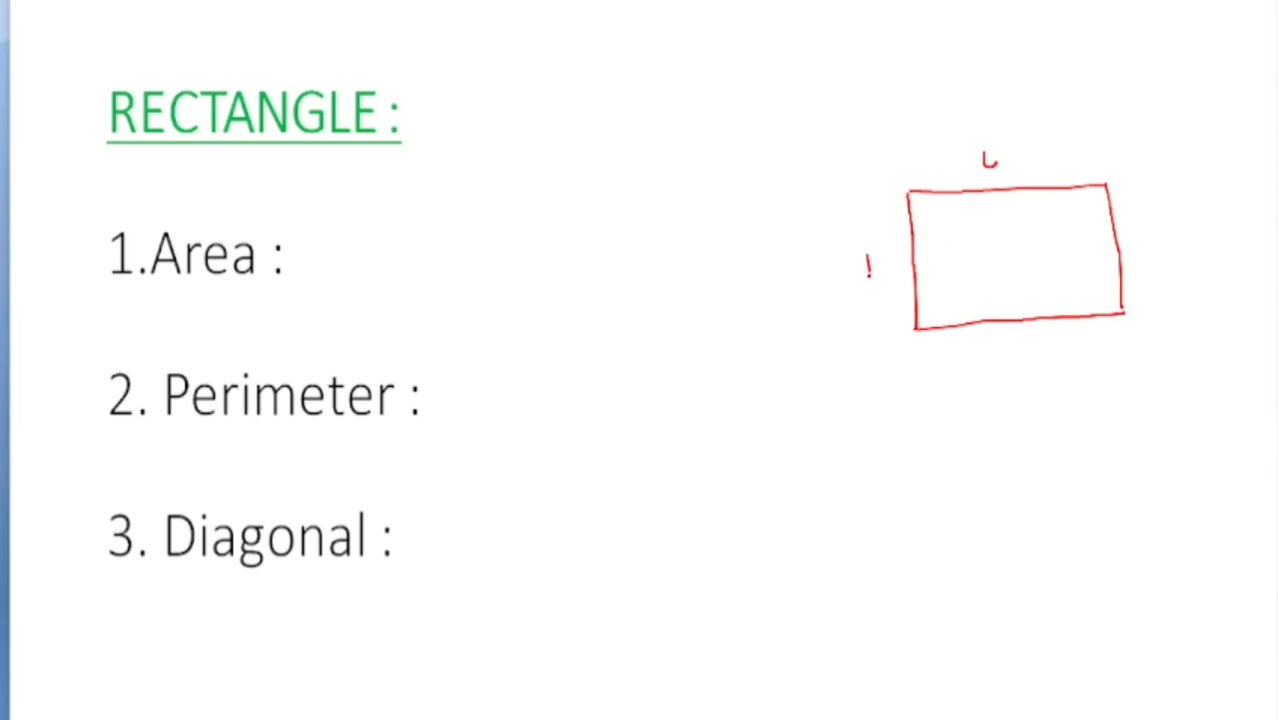 RECTANGLE :
L
1.Area :
2. Perimeter :
3. Diagonal :